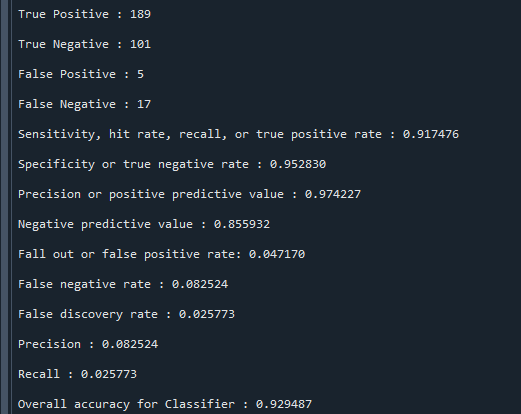 True Positive : 189
True Negative : 101
False Positive : 5
False Negative : 17
Sensitivity, hit rate, recall, or true positive rate : 0.917476
Specificity or true negative rate : 0.952830
Precision or positive predictive value : 0.974227
Negative predictive value : 0.855932
Fall out or false positive rate: 0.047170
False negative rate : 0.082524
False discovery rate : 0.025773
Precision : 0.082524
Recall : 0.025773
Overall accuracy for Classifier : 0.929487